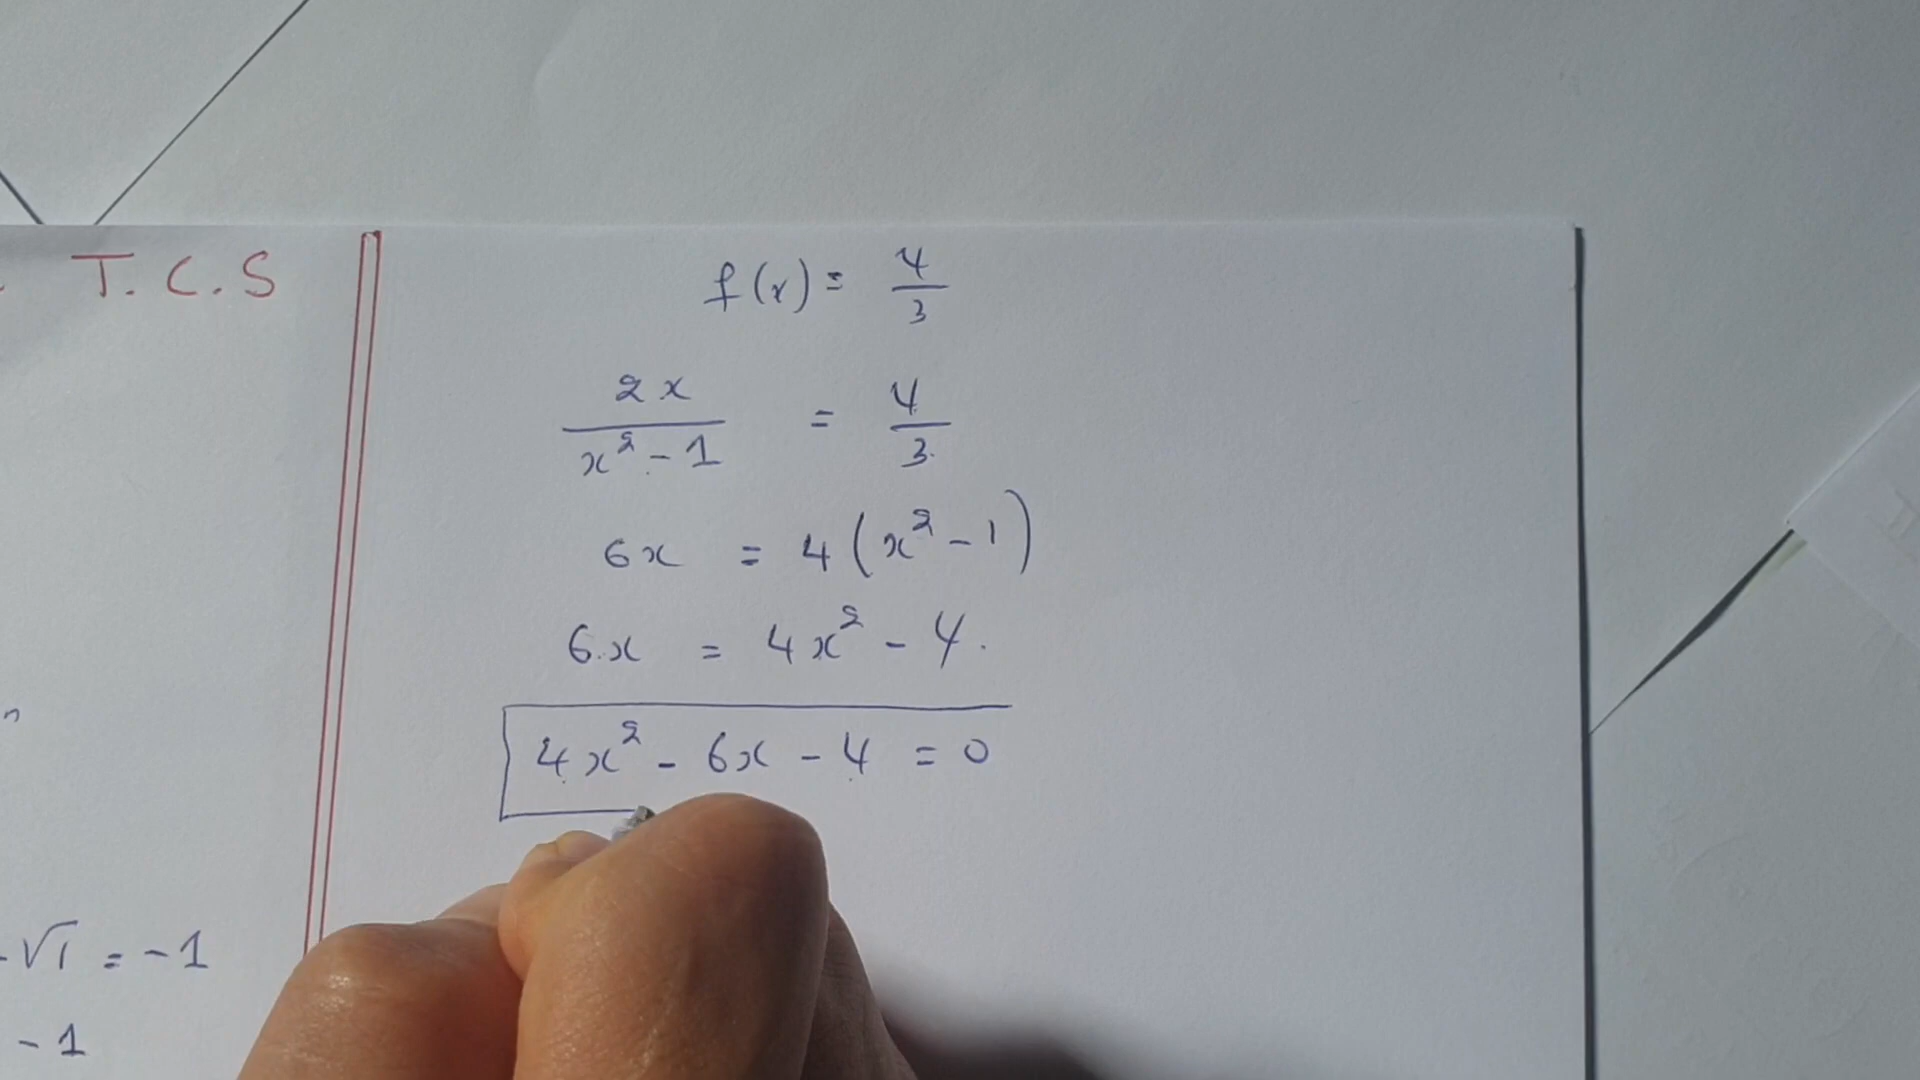 T.C.S
f(x) = 4/3
2x/(x² - 1) = 4/3
6x = 4(x² - 1)
6x = 4x² - 4.
4x² - 6x - 4 = 0
-√1 = -1
- 1